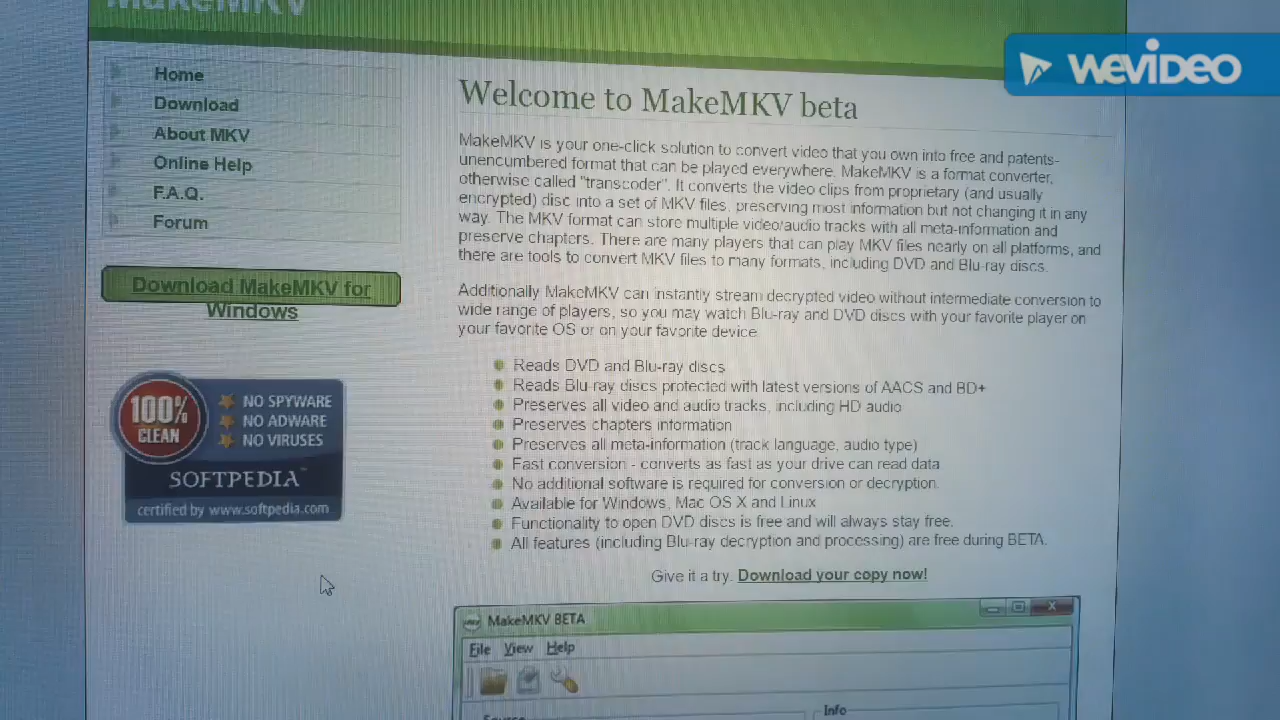 MakeMKV
WeVideo
Home
Download
About MKV
Online Help
F.A.Q.
Forum
Download MakeMKV for
Windows
100%
CLEAN
NO SPYWARE
NO ADWARE
NO VIRUSES
SOFTPEDIA™
certified by www.softpedia.com
Welcome to MakeMKV beta
MakeMKV is your one-click solution to convert video that you own into free and patents-
unencumbered format that can be played everywhere. MakeMKV is a format converter,
otherwise called "transcoder". It converts the video clips from proprietary (and usually
encrypted) disc into a set of MKV files, preserving most information but not changing it in any
way. The MKV format can store multiple video/audio tracks with all meta-information and
preserve chapters. There are many players that can play MKV files nearly on all platforms, and
there are tools to convert MKV files to many formats, including DVD and Blu-ray discs.
Additionally MakeMKV can instantly stream decrypted video without intermediate conversion to
wide range of players, so you may watch Blu-ray and DVD discs with your favorite player on
your favorite OS or on your favorite device.
Reads DVD and Blu-ray discs
Reads Blu-ray discs protected with latest versions of AACS and BD+
Preserves all video and audio tracks, including HD audio
Preserves chapters information
Preserves all meta-information (track language, audio type)
Fast conversion - converts as fast as your drive can read data.
No additional software is required for conversion or decryption.
Available for Windows, Mac OS X and Linux
Functionality to open DVD discs is free and will always stay free.
All features (including Blu-ray decryption and processing) are free during BETA.
Give it a try. Download your copy now!
MakeMKV BETA
File View Help
Source
Info